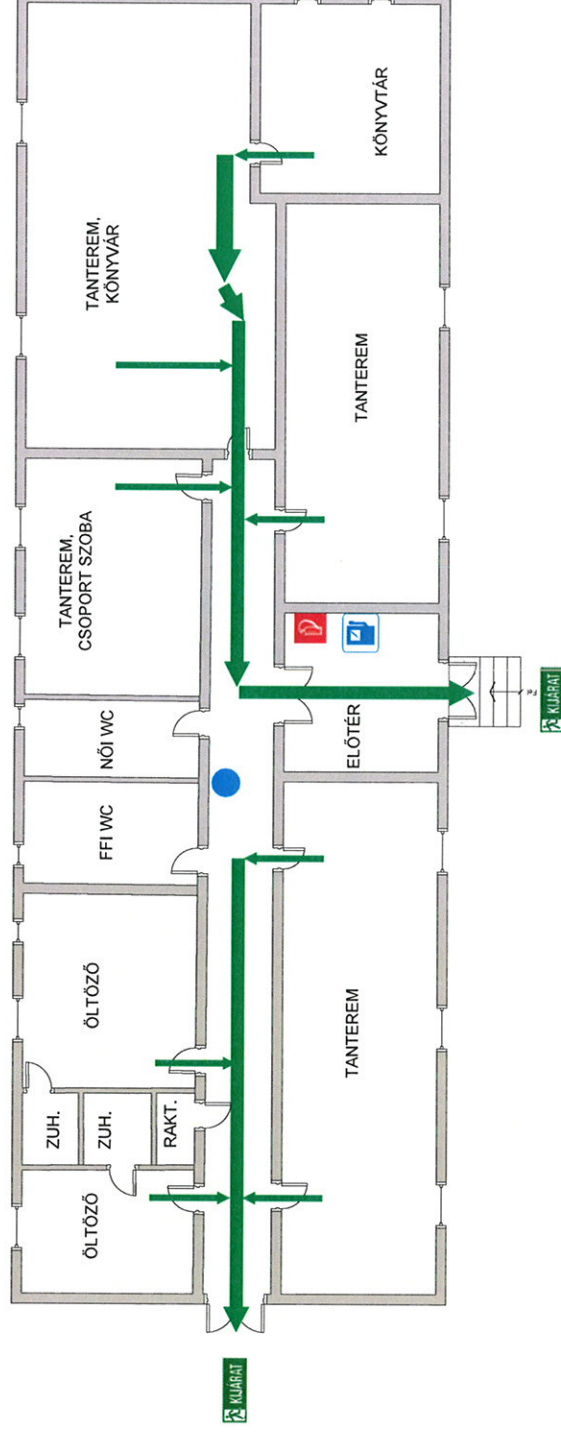 KÖNYVTÁR
TANTEREM,
KÖNYVÁR
TANTEREM
TANTEREM,
CSOPORT SZOBA
NŐI WC
ELŐTÉR
KIJÁRAT
FFI WC
ÖLTÖZŐ
TANTEREM
ZUH.
ZUH.
RAKT.
ÖLTÖZŐ
KIJÁRAT